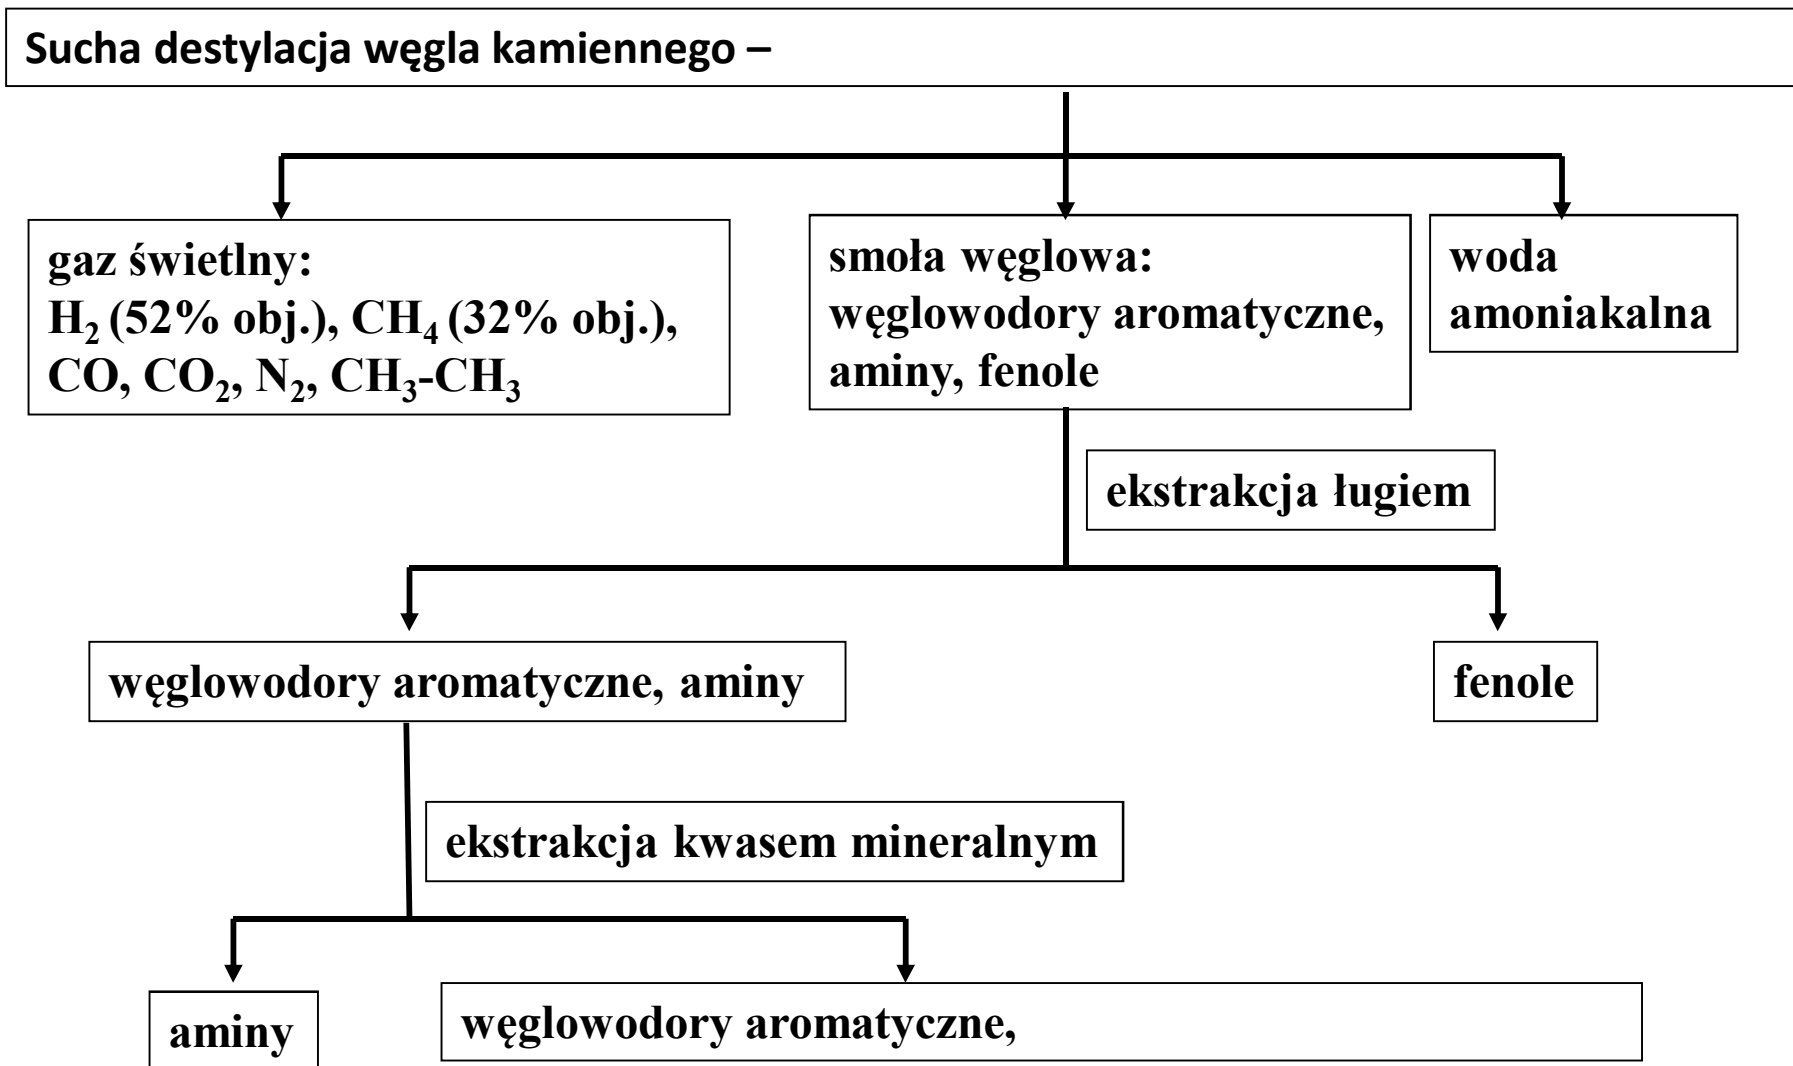 Sucha destylacja węgla kamiennego –
gaz świetlny:
H₂ (52% obj.), CH₄ (32% obj.),
CO, CO₂, N₂, CH₃-CH₃
smoła węglowa:
węglowodory aromatyczne,
aminy, fenole
woda
amoniakalna
ekstrakcja ługiem
węglowodory aromatyczne, aminy
fenole
ekstrakcja kwasem mineralnym
aminy
węglowodory aromatyczne,